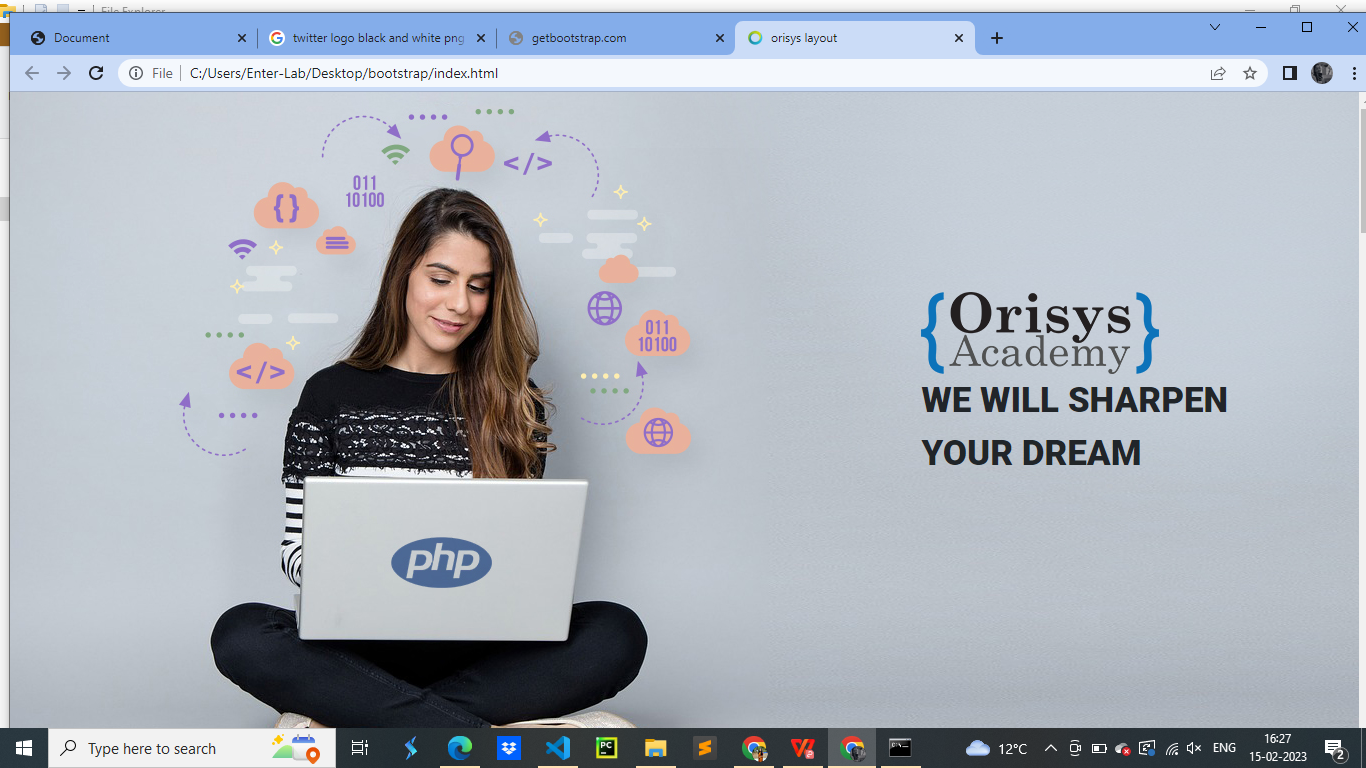 File Explorer
Document
twitter logo black and white png
getbootstrap.com
orisys layout
File
C:/Users/Enter-Lab/Desktop/bootstrap/index.html
</>
011
10100
{ }
011
10100
</>
{Orisys
Academy}
WE WILL SHARPEN
YOUR DREAM
php
Type here to search
PC
12°C
ENG
16:27
15-02-2023
2